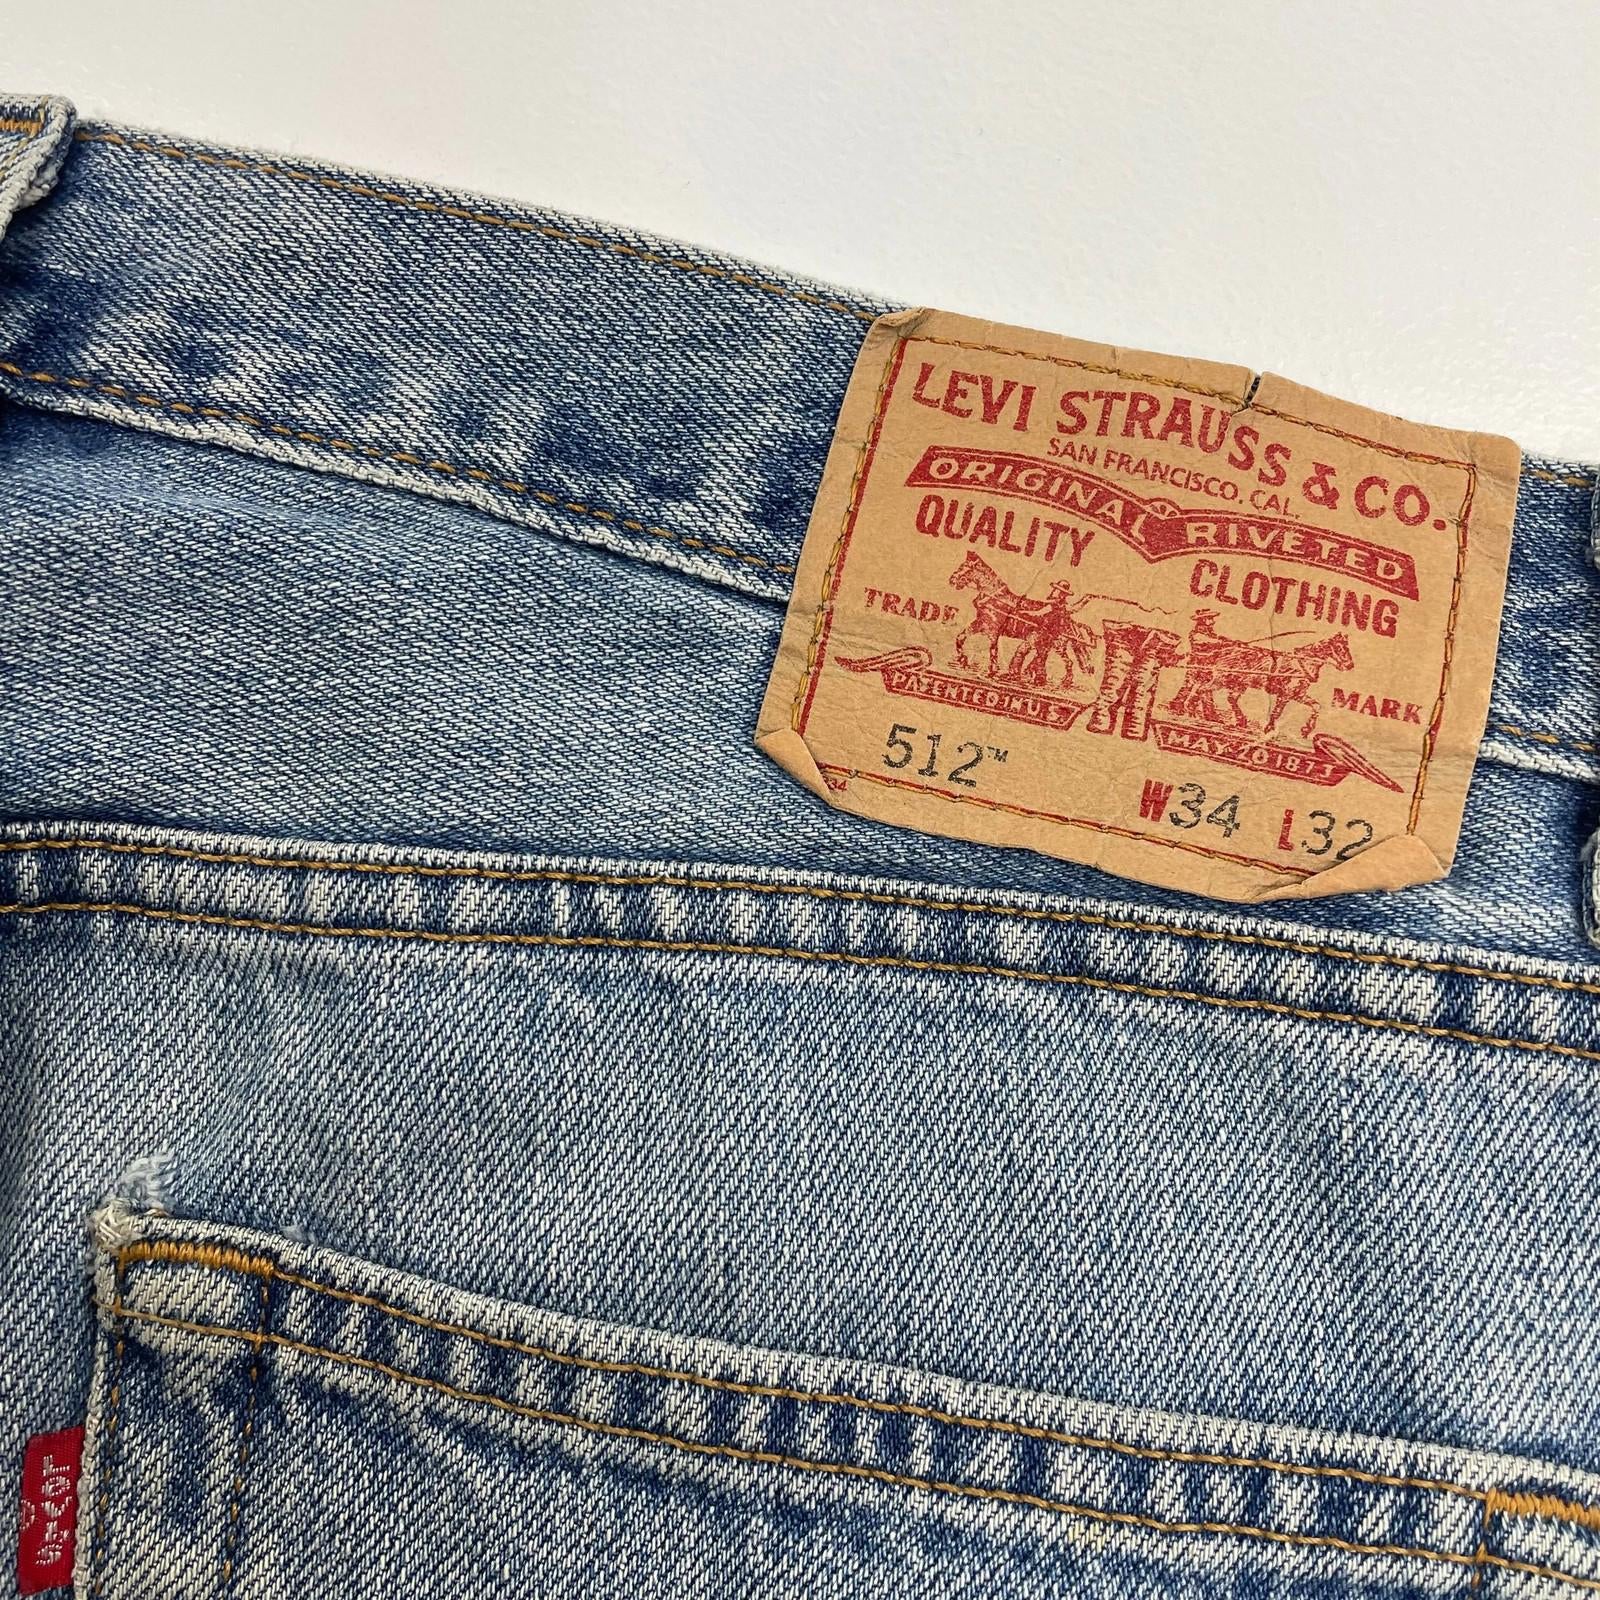 LEVI STRAUSS & CO.
SAN FRANCISCO. CAL.
ORIGINAL RIVETED
QUALITY CLOTHING
TRADE MARK
PATENTED IN U.S. MAY 20 1873
512™ W34 L32
34
LEVI'S